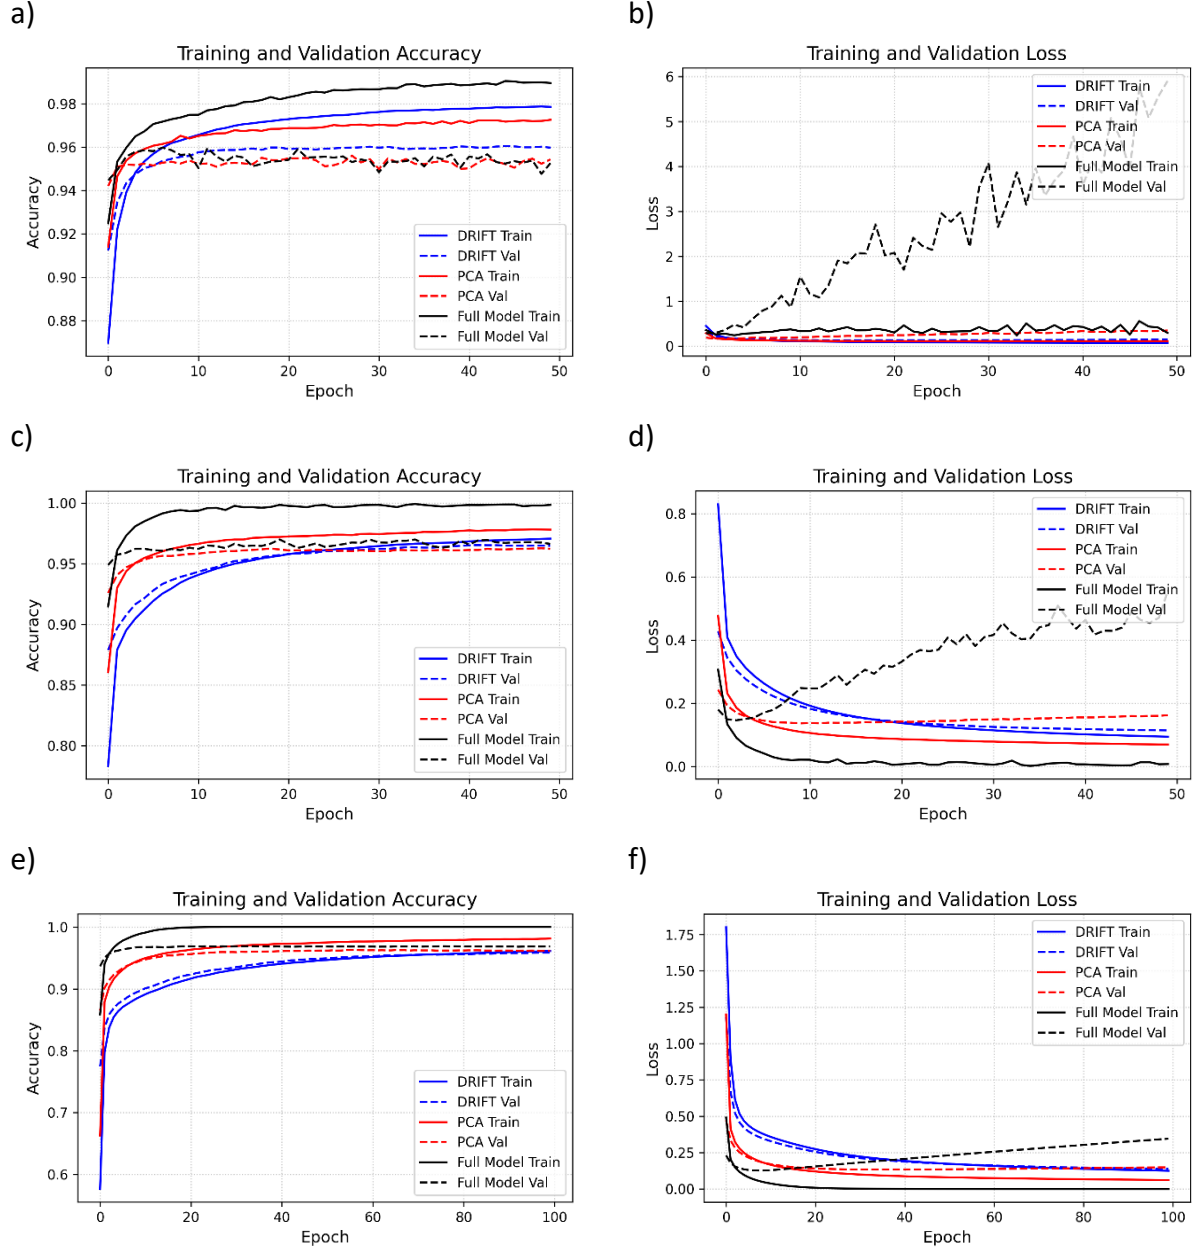 a)
Training and Validation Accuracy
0.98
0.96
0.94
0.92
0.90
0.88
Accuracy
0
10
20
30
40
50
Epoch
DRIFT Train
DRIFT Val
PCA Train
PCA Val
Full Model Train
Full Model Val
b)
Training and Validation Loss
6
5
4
3
2
1
0
Loss
0
10
20
30
40
50
Epoch
DRIFT Train
DRIFT Val
PCA Train
PCA Val
Full Model Train
Full Model Val
c)
Training and Validation Accuracy
1.00
0.95
0.90
0.85
0.80
Accuracy
0
10
20
30
40
50
Epoch
DRIFT Train
DRIFT Val
PCA Train
PCA Val
Full Model Train
Full Model Val
d)
Training and Validation Loss
0.8
0.6
0.4
0.2
0.0
Loss
0
10
20
30
40
50
Epoch
DRIFT Train
DRIFT Val
PCA Train
PCA Val
Full Model Train
Full Model Val
e)
Training and Validation Accuracy
1.0
0.9
0.8
0.7
0.6
Accuracy
0
20
40
60
80
100
Epoch
DRIFT Train
DRIFT Val
PCA Train
PCA Val
Full Model Train
Full Model Val
f)
Training and Validation Loss
1.75
1.50
1.25
1.00
0.75
0.50
0.25
0.00
Loss
0
20
40
60
80
100
Epoch
DRIFT Train
DRIFT Val
PCA Train
PCA Val
Full Model Train
Full Model Val